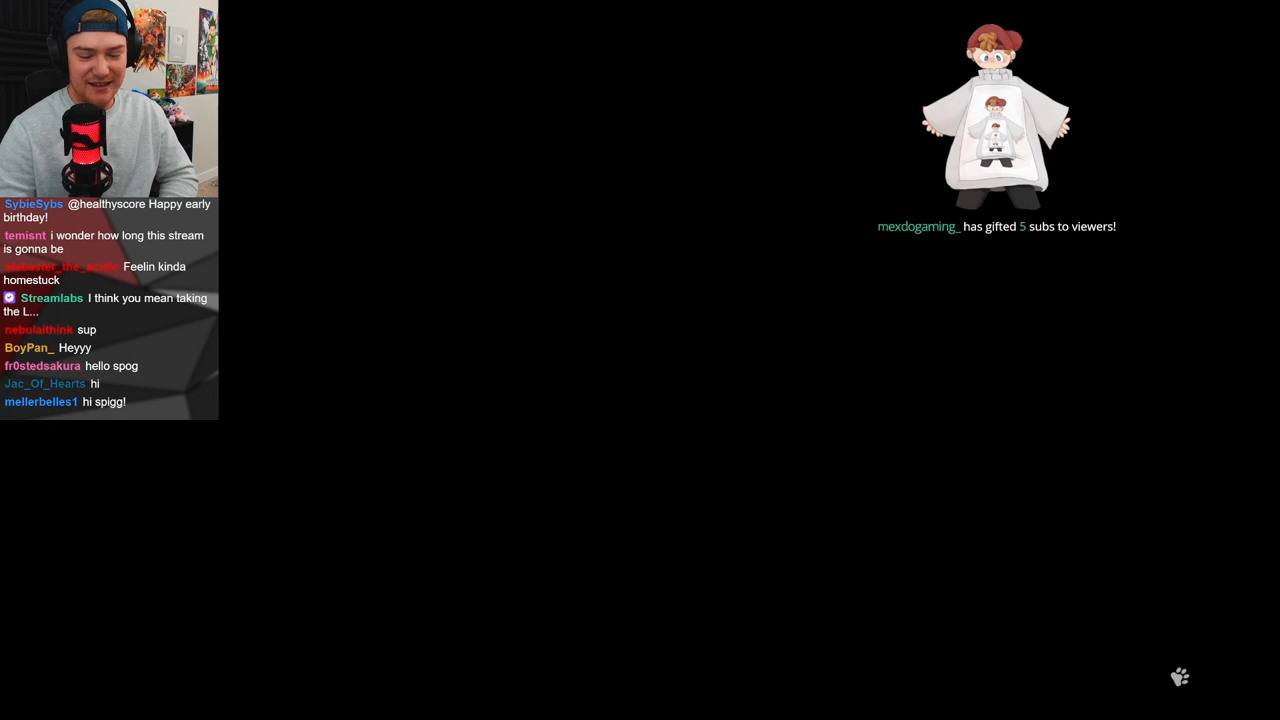 SybieSybs @healthyscore Happy early
birthday!
temisnt i wonder how long this stream
is gonna be
Feelin kinda
homestuck
Streamlabs I think you mean taking
the L...
nebulaithink sup
BoyPan_ Heyyy
fr0stedsakura hello spog
Jac_Of_Hearts hi
mellerbelles1 hi spigg!
mexdogaming_ has gifted 5 subs to viewers!